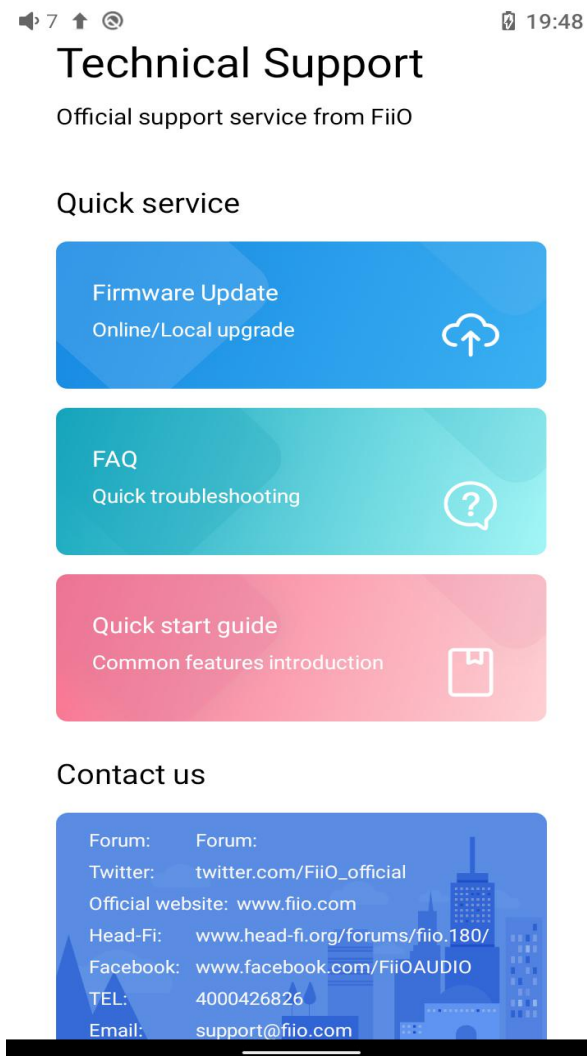 7 19:48
Technical Support
Official support service from FiiO
Quick service
Firmware Update
Online/Local upgrade
FAQ
Quick troubleshooting
?
Quick start guide
Common features introduction
Contact us
Forum: Forum:
Twitter: twitter.com/FiiO_official
Official website: www.fiio.com
Head-Fi: www.head-fi.org/forums/fiio.180/
Facebook: www.facebook.com/FiiOAUDIO
TEL: 4000426826
Email: support@fiio.com